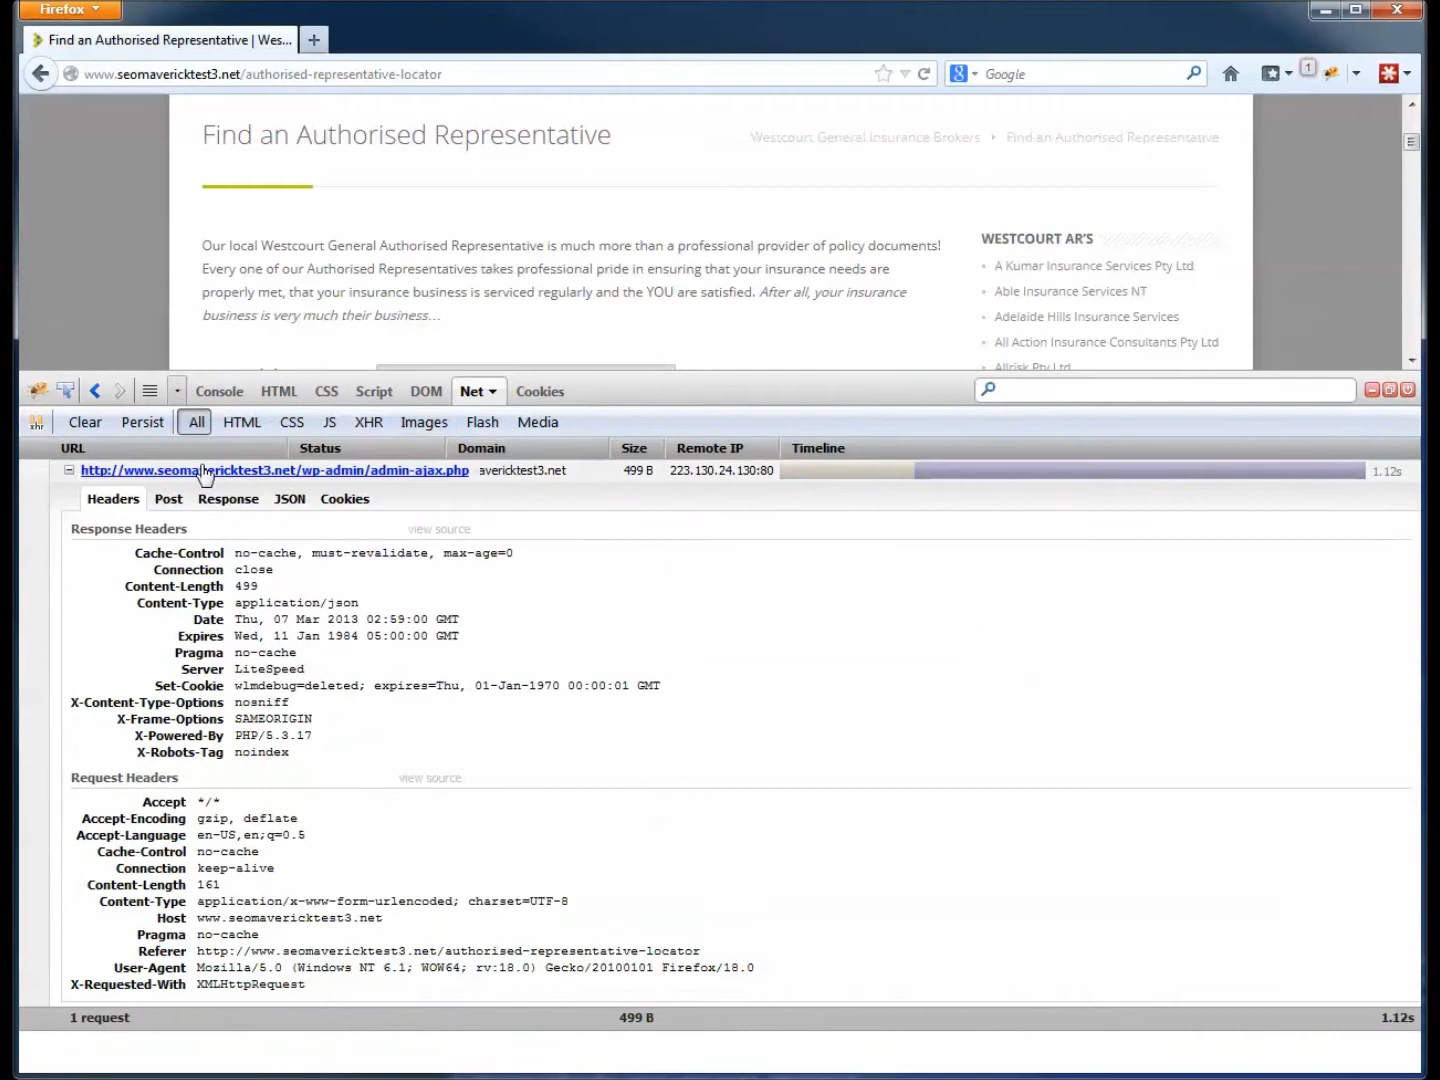 Firefox
Find an Authorised Representative | Wes...
www.seomavericktest3.net/authorised-representative-locator
Google
1
Find an Authorised Representative
Westcourt General Insurance Brokers Find an Authorised Representative
Our local Westcourt General Authorised Representative is much more than a professional provider of policy documents!
Every one of our Authorised Representatives takes professional pride in ensuring that your insurance needs are
properly met, that your insurance business is serviced regularly and the YOU are satisfied. After all, your insurance
business is very much their business…
WESTCOURT AR'S
A Kumar Insurance Services Pty Ltd
Able Insurance Services NT
Adelaide Hills Insurance Services
All Action Insurance Consultants Pty Ltd
Allrisk Pty Ltd
Console HTML CSS Script DOM Net Cookies
xhr Clear Persist All HTML CSS JS XHR Images Flash Media
URL Status Domain Size Remote IP Timeline
http://www.seomavericktest3.net/wp-admin/admin-ajax.php avericktest3.net 499 B 223.130.24.130:80 1.12s
Headers Post Response JSON Cookies
Response Headers view source
Cache-Control no-cache, must-revalidate, max-age=0
Connection close
Content-Length 499
Content-Type application/json
Date Thu, 07 Mar 2013 02:59:00 GMT
Expires Wed, 11 Jan 1984 05:00:00 GMT
Pragma no-cache
Server LiteSpeed
Set-Cookie wlmdebug=deleted; expires=Thu, 01-Jan-1970 00:00:01 GMT
X-Content-Type-Options nosniff
X-Frame-Options SAMEORIGIN
X-Powered-By PHP/5.3.17
X-Robots-Tag noindex
Request Headers view source
Accept */*
Accept-Encoding gzip, deflate
Accept-Language en-US,en;q=0.5
Cache-Control no-cache
Connection keep-alive
Content-Length 161
Content-Type application/x-www-form-urlencoded; charset=UTF-8
Host www.seomavericktest3.net
Pragma no-cache
Referer http://www.seomavericktest3.net/authorised-representative-locator
User-Agent Mozilla/5.0 (Windows NT 6.1; WOW64; rv:18.0) Gecko/20100101 Firefox/18.0
X-Requested-With XMLHttpRequest
1 request 499 B 1.12s